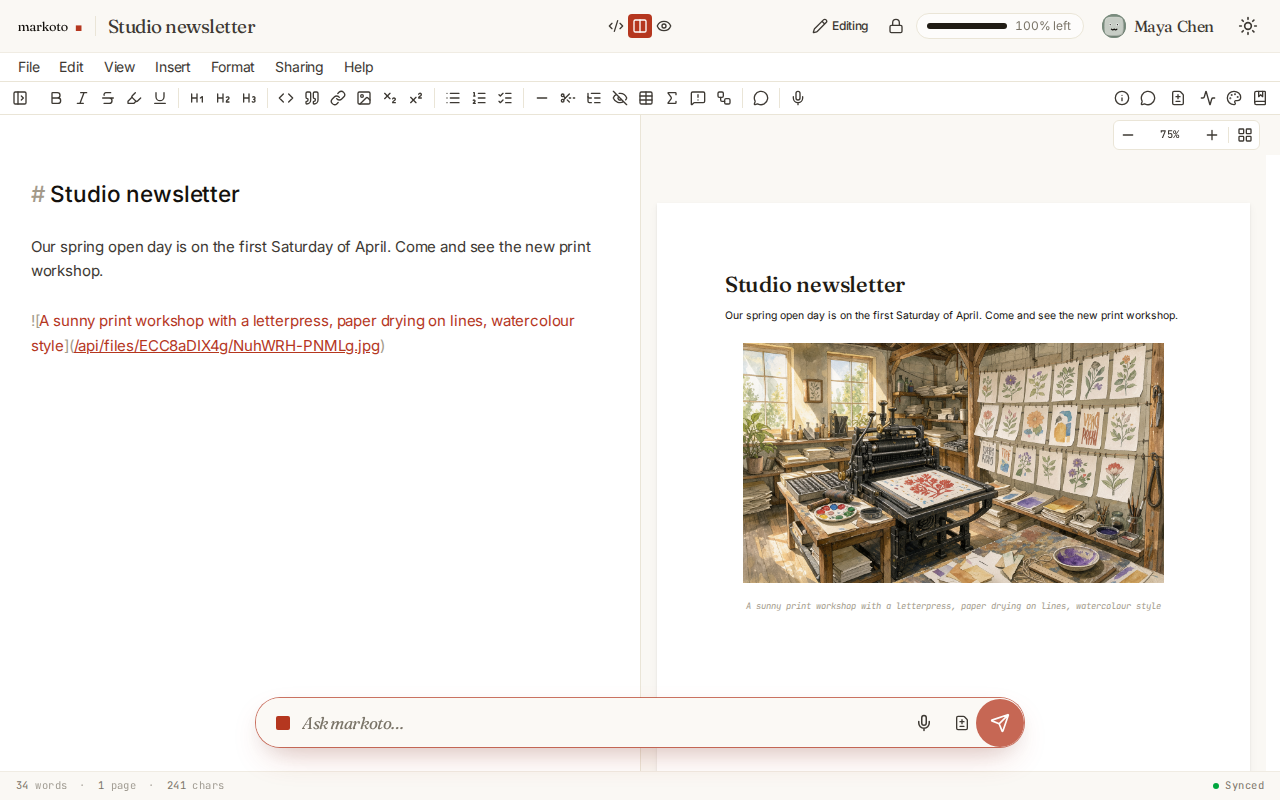 markoto
Studio newsletter
Editing
100% left
Maya Chen
File Edit View Insert Format Sharing Help
H1 H2 H3
75%
# Studio newsletter
Our spring open day is on the first Saturday of April. Come and see the new print
workshop.
![A sunny print workshop with a letterpress, paper drying on lines, watercolour
style](/api/files/ECC8aDIX4g/NuhWRH-PNMLg.jpg)
Studio newsletter
Our spring open day is on the first Saturday of April. Come and see the new print workshop.
A sunny print workshop with a letterpress, paper drying on lines, watercolour style
Ask markoto...
34 words · 1 page · 241 chars
Synced